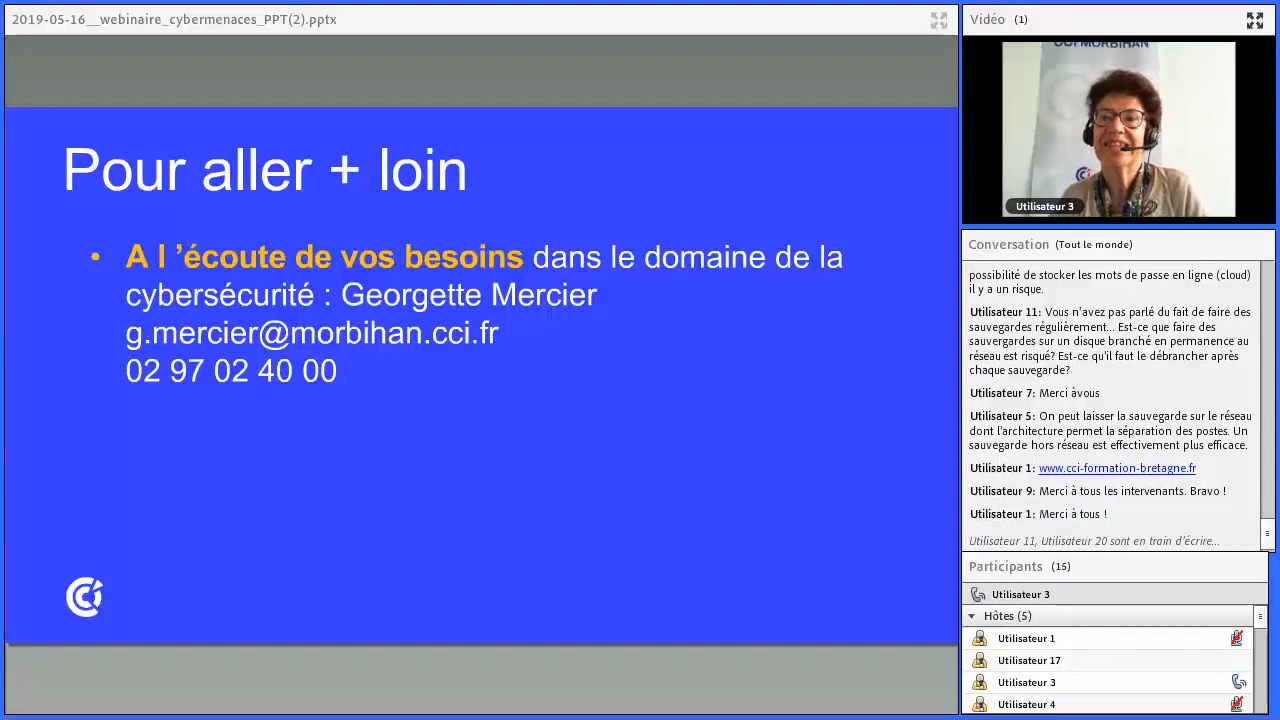 2019-05-16__webinaire_cybermenaces_PPT(2).pptx
Pour aller + loin
• A l ’écoute de vos besoins dans le domaine de la
cybersécurité : Georgette Mercier
g.mercier@morbihan.cci.fr
02 97 02 40 00
Vidéo (1)
CCI MORBIHAN
Utilisateur 3
Conversation (Tout le monde)
possibilité de stocker les mots de passe en ligne (cloud)
il y a un risque.
Utilisateur 11: Vous n'avez pas parlé du fait de faire des
sauvegardes régulièrement... Est-ce que faire des
sauvergardes sur un disque branché en permanence au
réseau est risqué? Est-ce qu'il faut le débrancher après
chaque sauvegarde?
Utilisateur 7: Merci àvous
Utilisateur 5: On peut laisser la sauvegarde sur le réseau
dont l'architecture permet la séparation des postes. Un
sauvegarde hors réseau est effectivement plus efficace.
Utilisateur 1: www.cci-formation-bretagne.fr
Utilisateur 9: Merci à tous les intervenants. Bravo !
Utilisateur 1: Merci à tous !
Utilisateur 11, Utilisateur 20 sont en train d'écrire...
Participants (15)
Utilisateur 3
Hôtes (5)
Utilisateur 1
Utilisateur 17
Utilisateur 3
Utilisateur 4